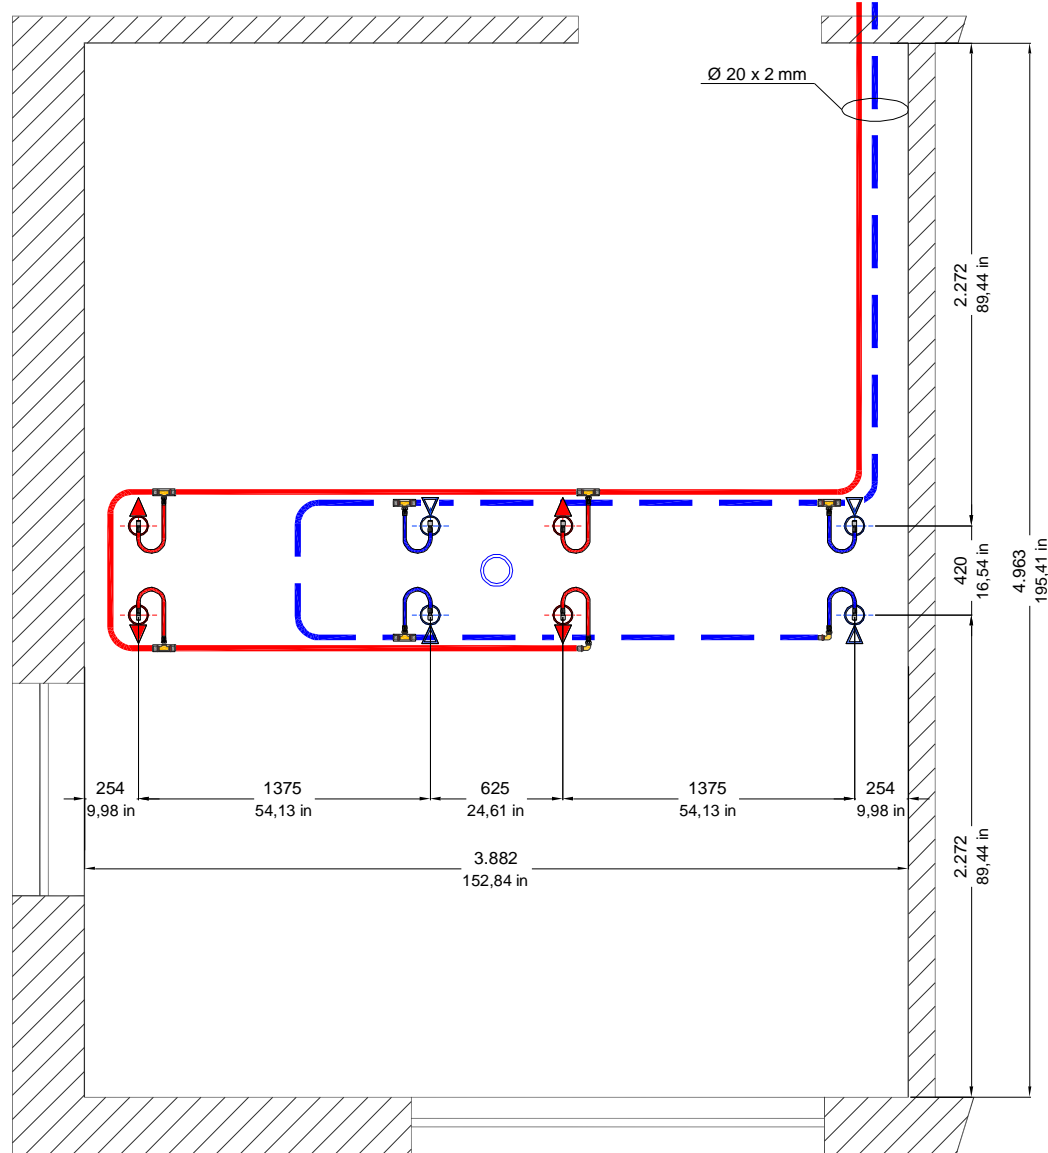 Ø 20 x 2 mm
2.272
89,44 in
420
16,54 in
4.963
195,41 in
254
9,98 in
1375
54,13 in
625
24,61 in
1375
54,13 in
254
9,98 in
3.882
152,84 in
2.272
89,44 in